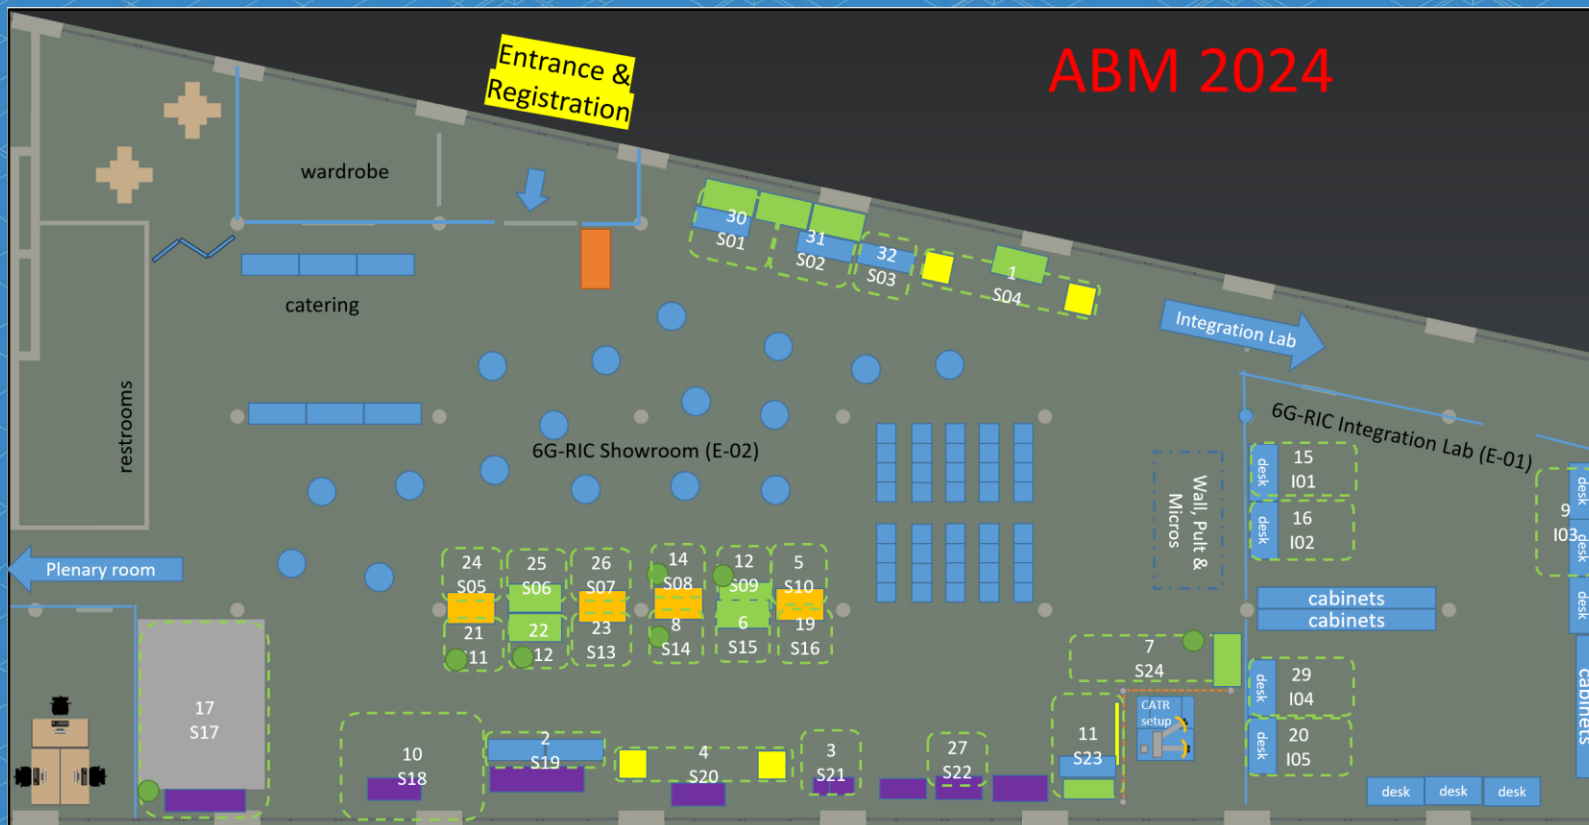 Entrance &
Registration
ABM 2024
wardrobe
30
S01
31
S02
32
S03
1
S04
catering
Integration Lab
restrooms
6G-RIC Showroom (E-02)
6G-RIC Integration Lab (E-01)
Wall, Pult &
Micros
desk
15
I01
desk
16
I02
9
I03
desk
desk
desk
Plenary room
24
S05
25
S06
26
S07
14
S08
12
S09
5
S10
21
11
22
12
23
S13
8
S14
6
S15
19
S16
cabinets
cabinets
7
S24
desk
29
I04
desk
20
I05
cabinets
17
S17
10
S18
2
S19
4
S20
3
S21
27
S22
11
S23
CATR
setup
desk
desk
desk